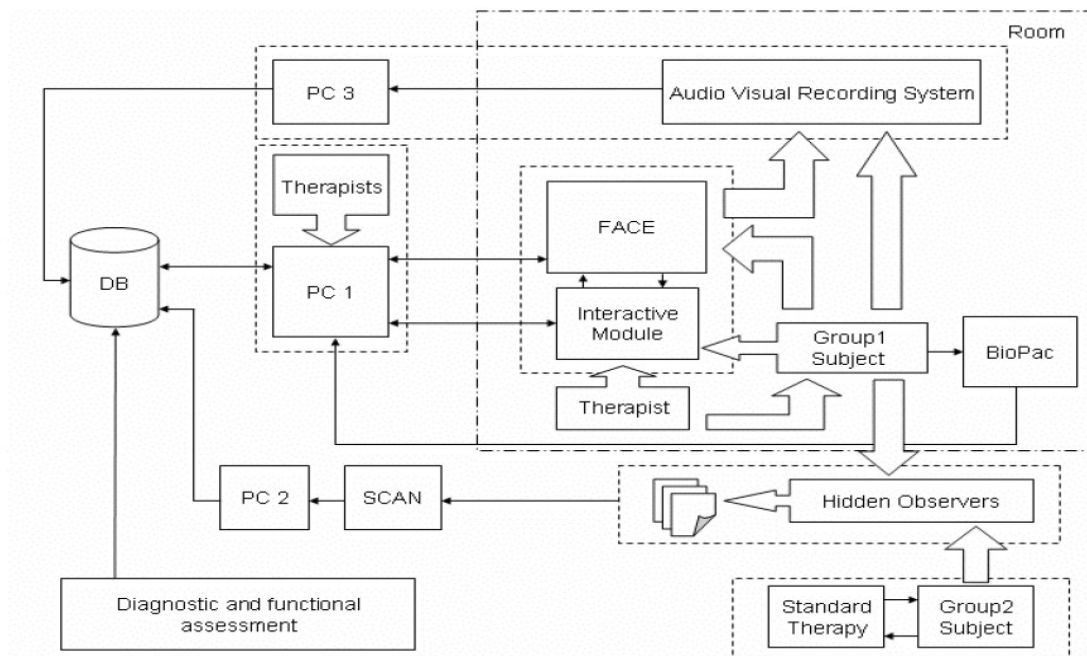 Room
PC 3
Audio Visual Recording System
Therapists
FACE
DB
PC 1
Interactive
Module
Group1
Subject
BioPac
Therapist
PC 2
SCAN
Hidden Observers
Diagnostic and functional
assessment
Standard
Therapy
Group2
Subject